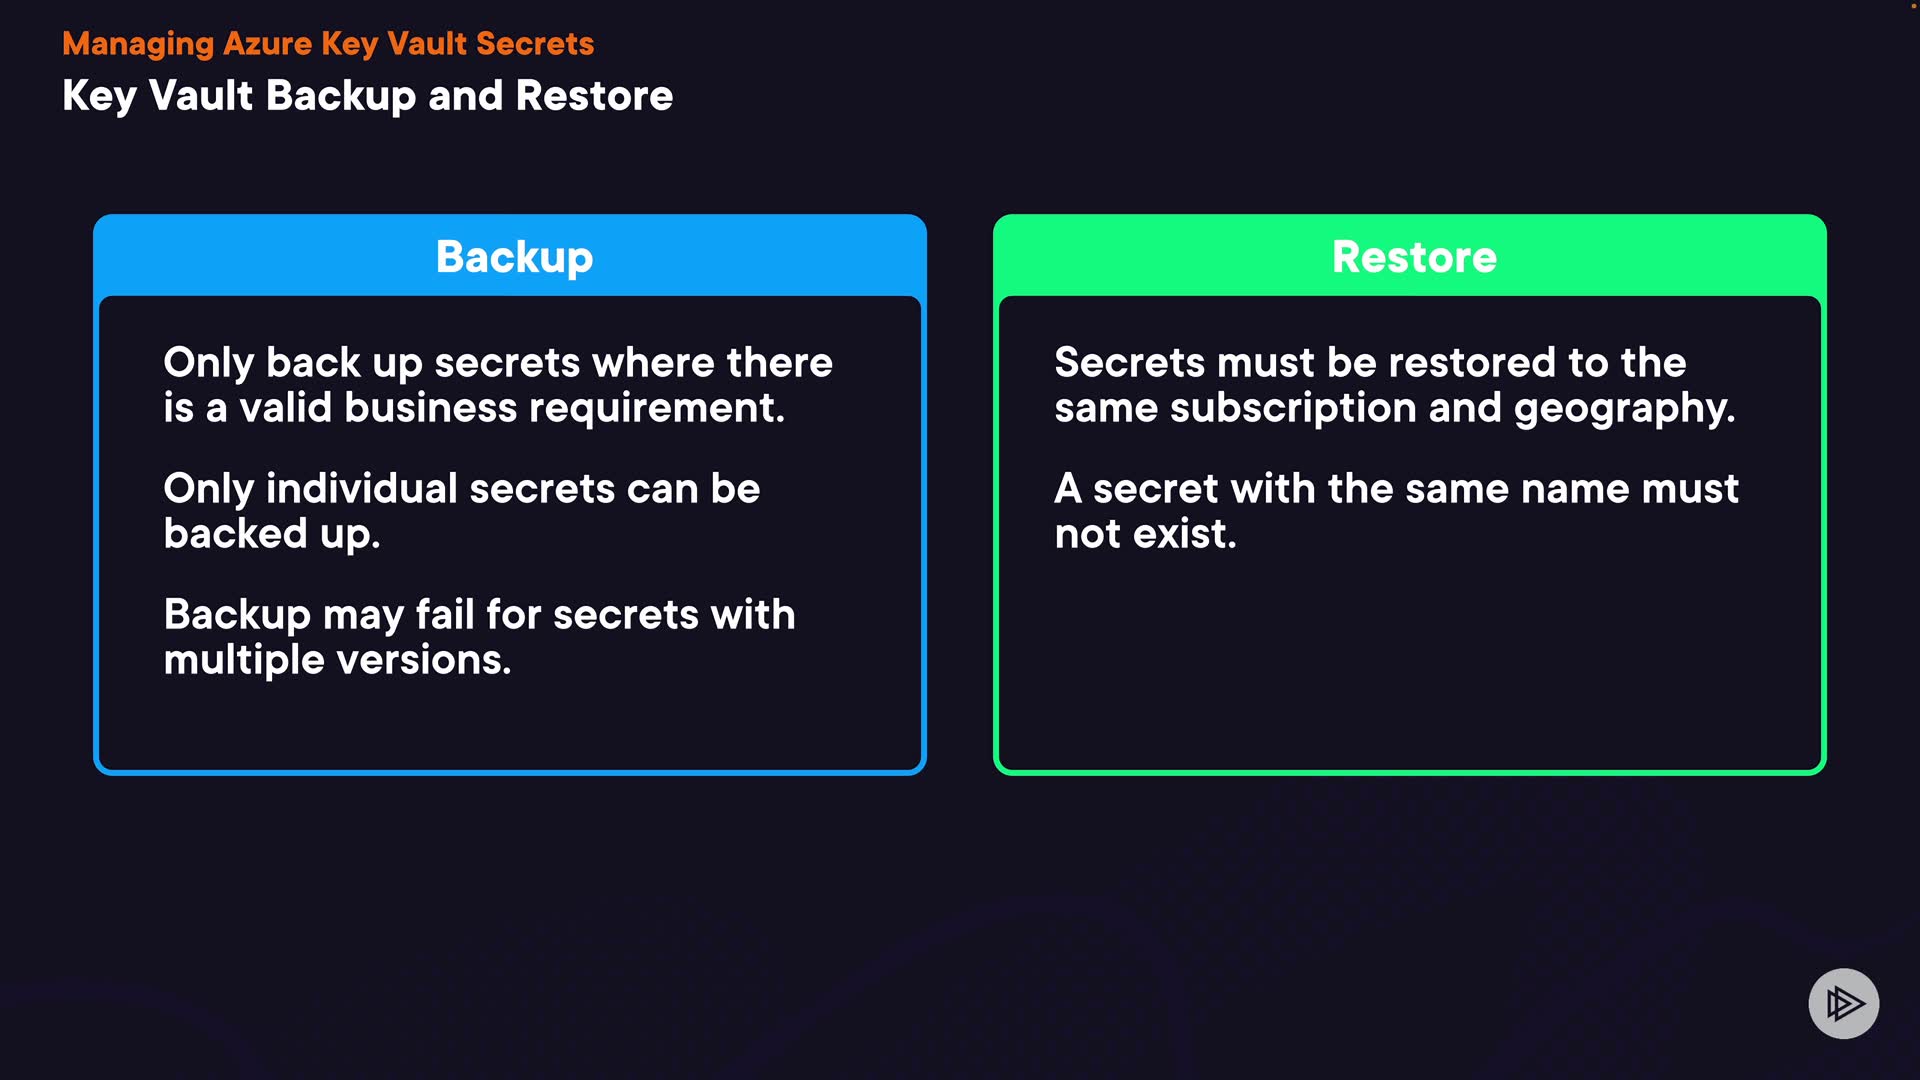 Managing Azure Key Vault Secrets
Key Vault Backup and Restore
Backup
Only back up secrets where there
is a valid business requirement.
Only individual secrets can be
backed up.
Backup may fail for secrets with
multiple versions.
Restore
Secrets must be restored to the
same subscription and geography.
A secret with the same name must
not exist.